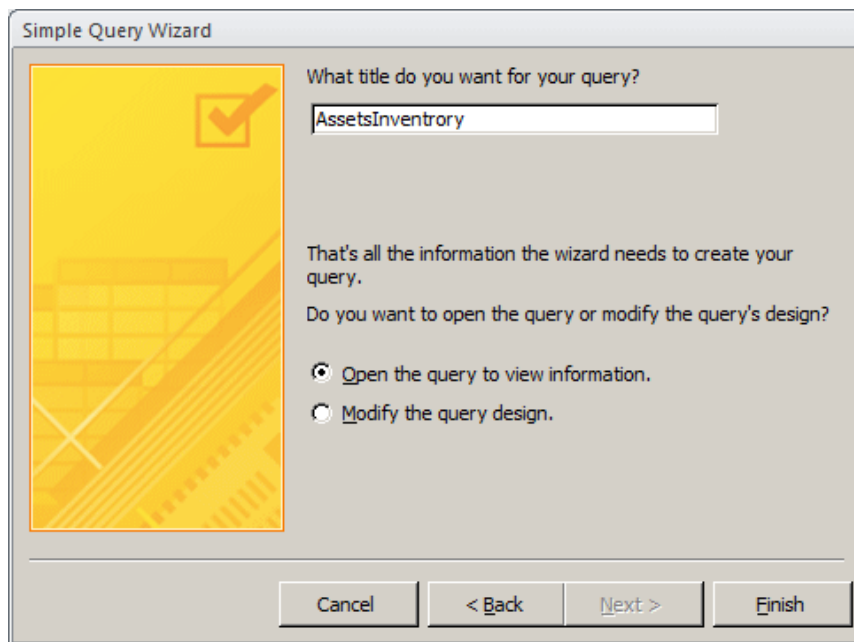 Simple Query Wizard
What title do you want for your query?
AssetsInventrory
That's all the information the wizard needs to create your
query.
Do you want to open the query or modify the query's design?
Open the query to view information.
Modify the query design.
Cancel
< Back
Next >
Finish